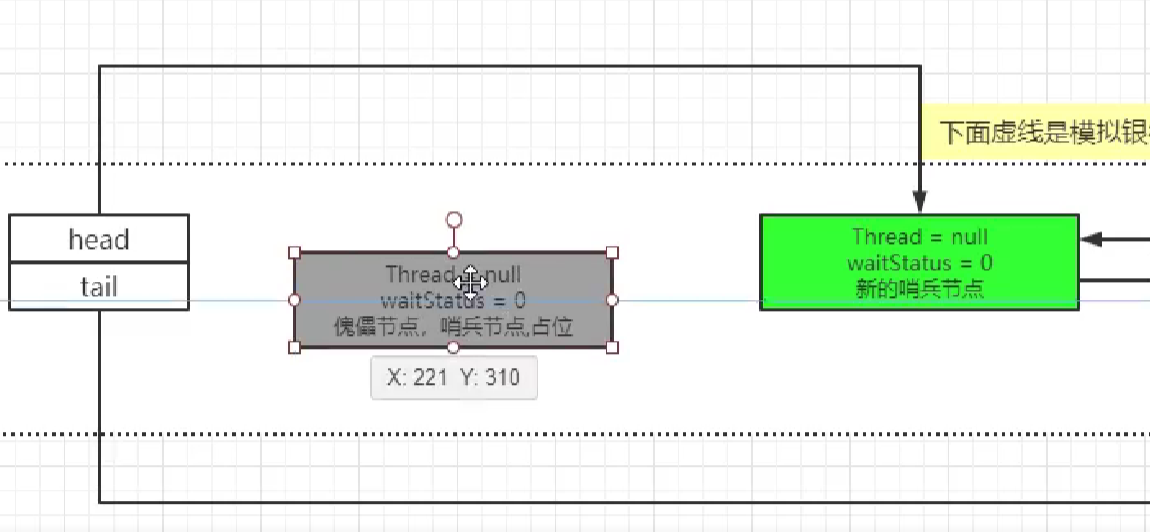 下面虚线是模拟银
head
tail
Thread = null
waitStatus = 0
傀儡节点，哨兵节点,占位
X: 221 Y: 310
Thread = null
waitStatus = 0
新的哨兵节点